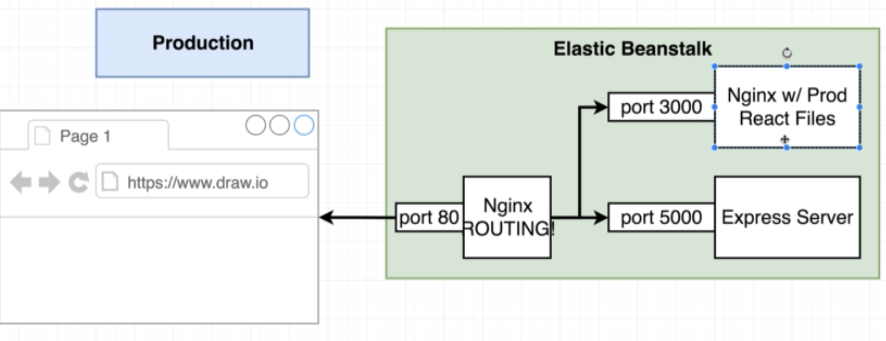 Production
Elastic Beanstalk
Page 1
https://www.draw.io
port 3000
Nginx w/ Prod
React Files
port 80
Nginx
ROUTING!
port 5000
Express Server